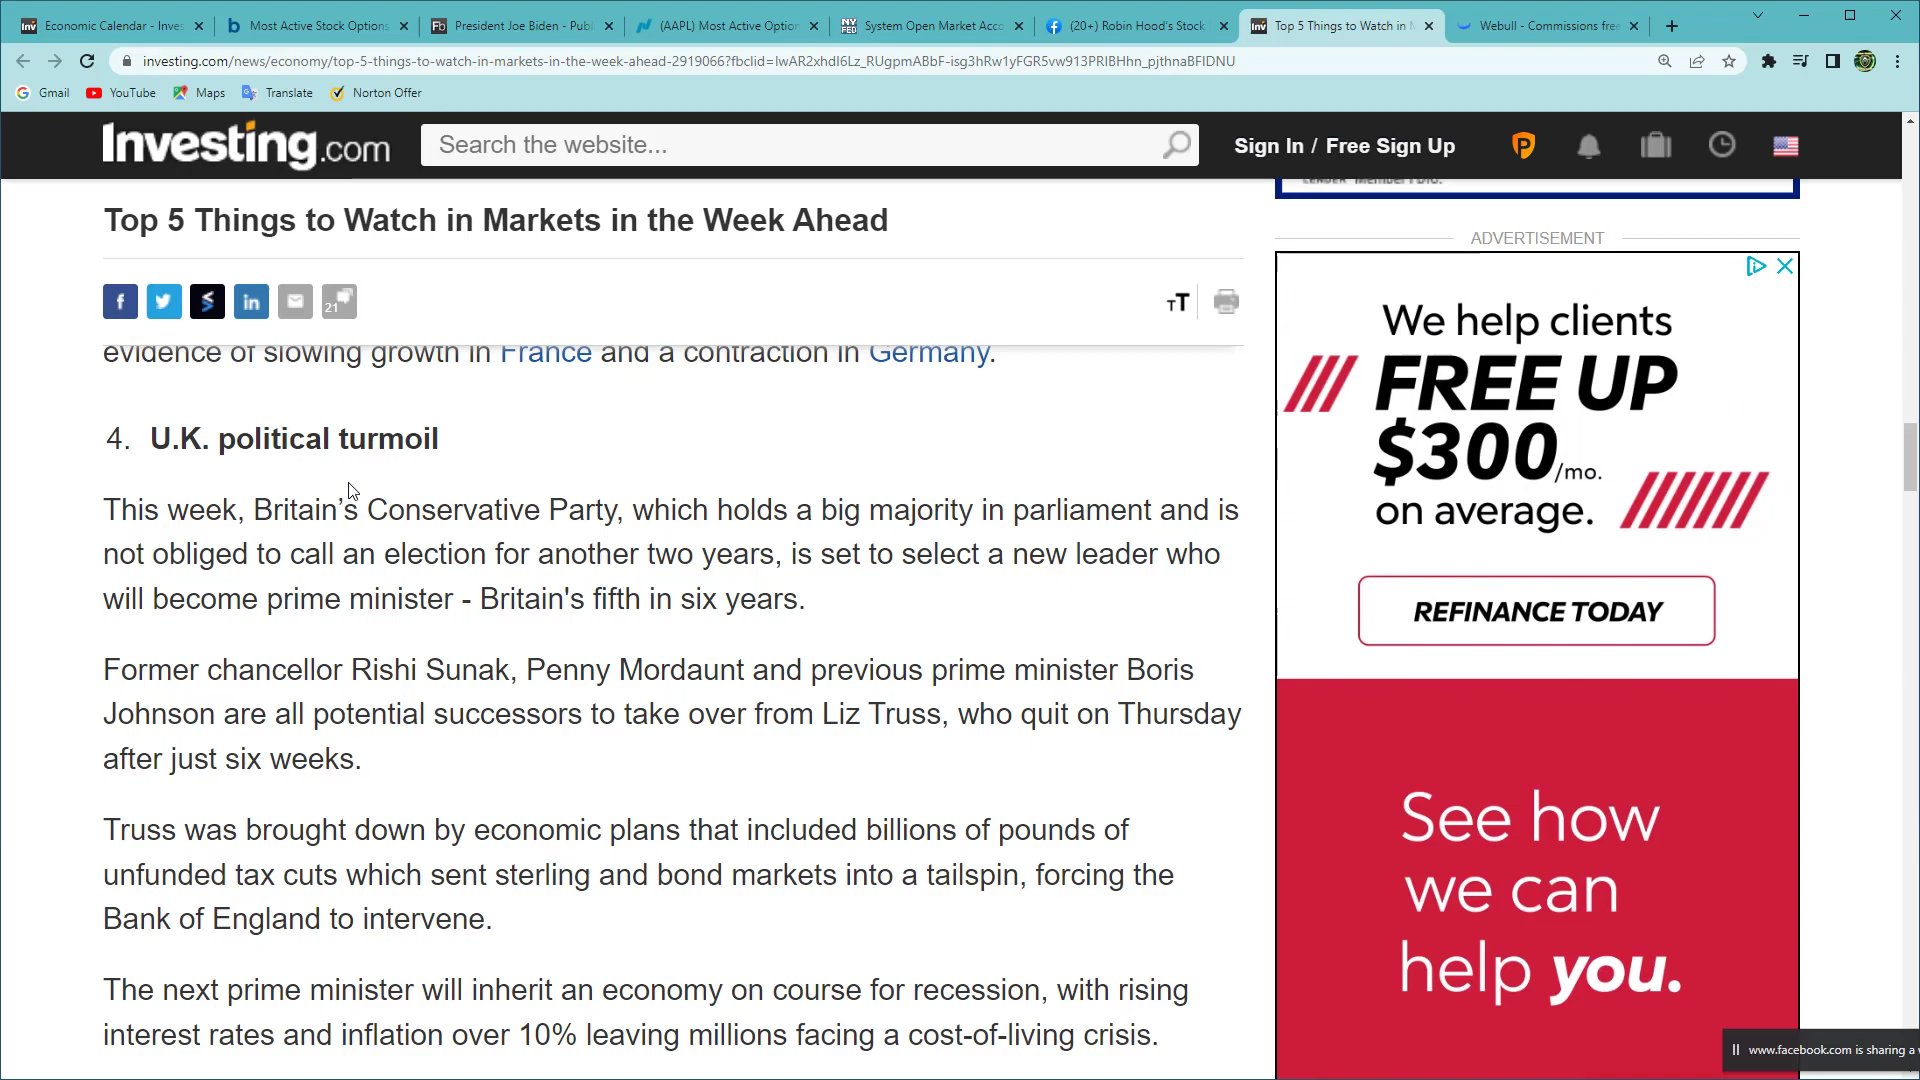 Economic Calendar - Inves
Most Active Stock Options
President Joe Biden - Publ
(AAPL) Most Active Option
System Open Market Acco
(20+) Robin Hood's Stock
Top 5 Things to Watch in M
Webull - Commissions free
investing.com/news/economy/top-5-things-to-watch-in-markets-in-the-week-ahead-2919066?fbclid=IwAR2xhdI6Lz_RUgpmABbF-isg3hRw1yFGR5vw913PRIBHhn_pjthnaBFIDNU
Gmail
YouTube
Maps
Translate
Norton Offer
Investing.com
Search the website...
Sign In / Free Sign Up
Top 5 Things to Watch in Markets in the Week Ahead
21
TT
evidence of slowing growth in France and a contraction in Germany.
4. U.K. political turmoil
This week, Britain’s Conservative Party, which holds a big majority in parliament and is
not obliged to call an election for another two years, is set to select a new leader who
will become prime minister - Britain's fifth in six years.
Former chancellor Rishi Sunak, Penny Mordaunt and previous prime minister Boris
Johnson are all potential successors to take over from Liz Truss, who quit on Thursday
after just six weeks.
Truss was brought down by economic plans that included billions of pounds of
unfunded tax cuts which sent sterling and bond markets into a tailspin, forcing the
Bank of England to intervene.
The next prime minister will inherit an economy on course for recession, with rising
interest rates and inflation over 10% leaving millions facing a cost-of-living crisis.
ADVERTISEMENT
We help clients
FREE UP
$300/mo.
on average.
REFINANCE TODAY
See how
we can
help you.
www.facebook.com is sharing a